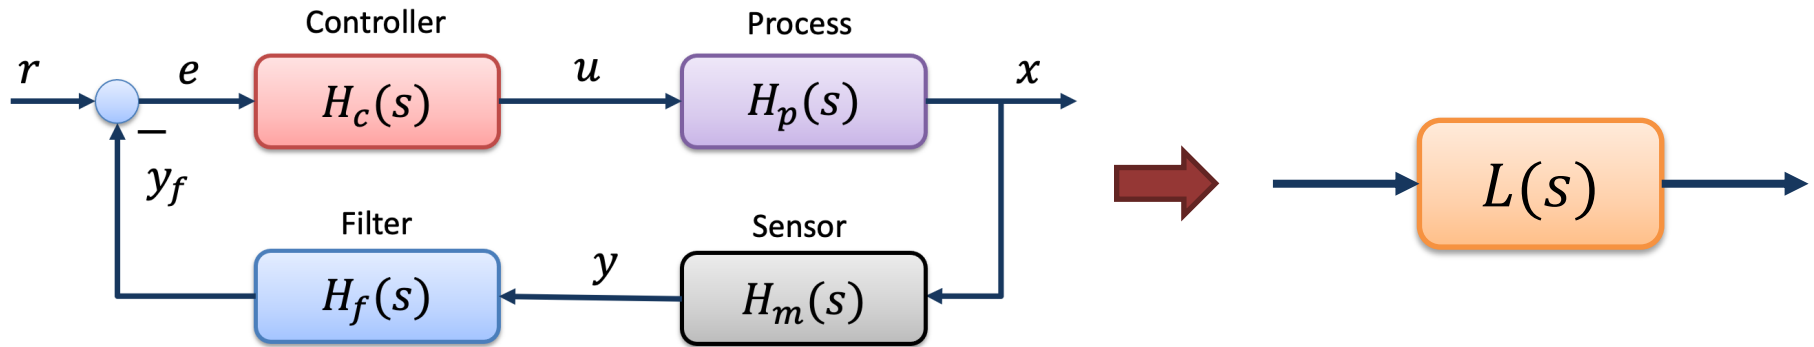 Controller
Process
r
e
H_c(s)
u
H_p(s)
x
−
y_f
Filter
Sensor
H_f(s)
y
H_m(s)
L(s)